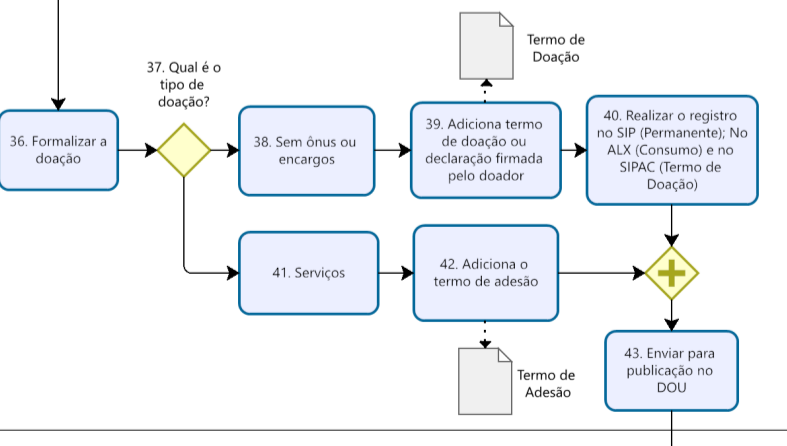 Termo de
Doação
37. Qual é o
tipo de
doação?
36. Formalizar a
doação
38. Sem ônus ou
encargos
39. Adiciona termo
de doação ou
declaração firmada
pelo doador
40. Realizar o registro
no SIP (Permanente); No
ALX (Consumo) e no
SIPAC (Termo de
Doação)
41. Serviços
42. Adiciona o
termo de adesão
Termo de
Adesão
43. Enviar para
publicação no
DOU